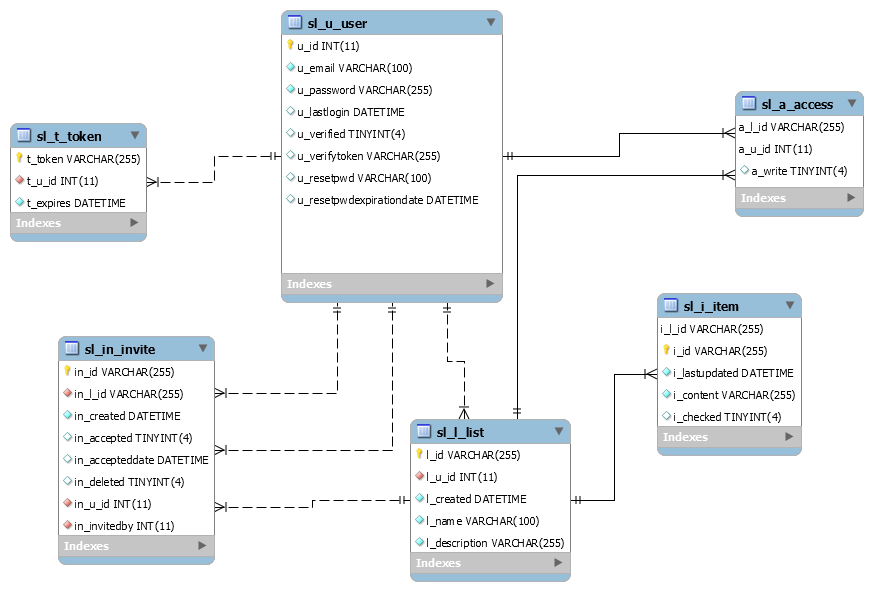 sl_u_user
u_id INT(11)
u_email VARCHAR(100)
u_password VARCHAR(255)
u_lastlogin DATETIME
u_verified TINYINT(4)
u_verifytoken VARCHAR(255)
u_resetpwd VARCHAR(100)
u_resetpwdexpirationdate DATETIME
Indexes
sl_t_token
t_token VARCHAR(255)
t_u_id INT(11)
t_expires DATETIME
Indexes
sl_a_access
a_l_id VARCHAR(255)
a_u_id INT(11)
a_write TINYINT(4)
Indexes
sl_i_item
i_l_id VARCHAR(255)
i_id VARCHAR(255)
i_lastupdated DATETIME
i_content VARCHAR(255)
i_checked TINYINT(4)
Indexes
sl_in_invite
in_id VARCHAR(255)
in_l_id VARCHAR(255)
in_created DATETIME
in_accepted TINYINT(4)
in_accepteddate DATETIME
in_deleted TINYINT(4)
in_u_id INT(11)
in_invitedby INT(11)
Indexes
sl_l_list
l_id VARCHAR(255)
l_u_id INT(11)
l_created DATETIME
l_name VARCHAR(100)
l_description VARCHAR(255)
Indexes